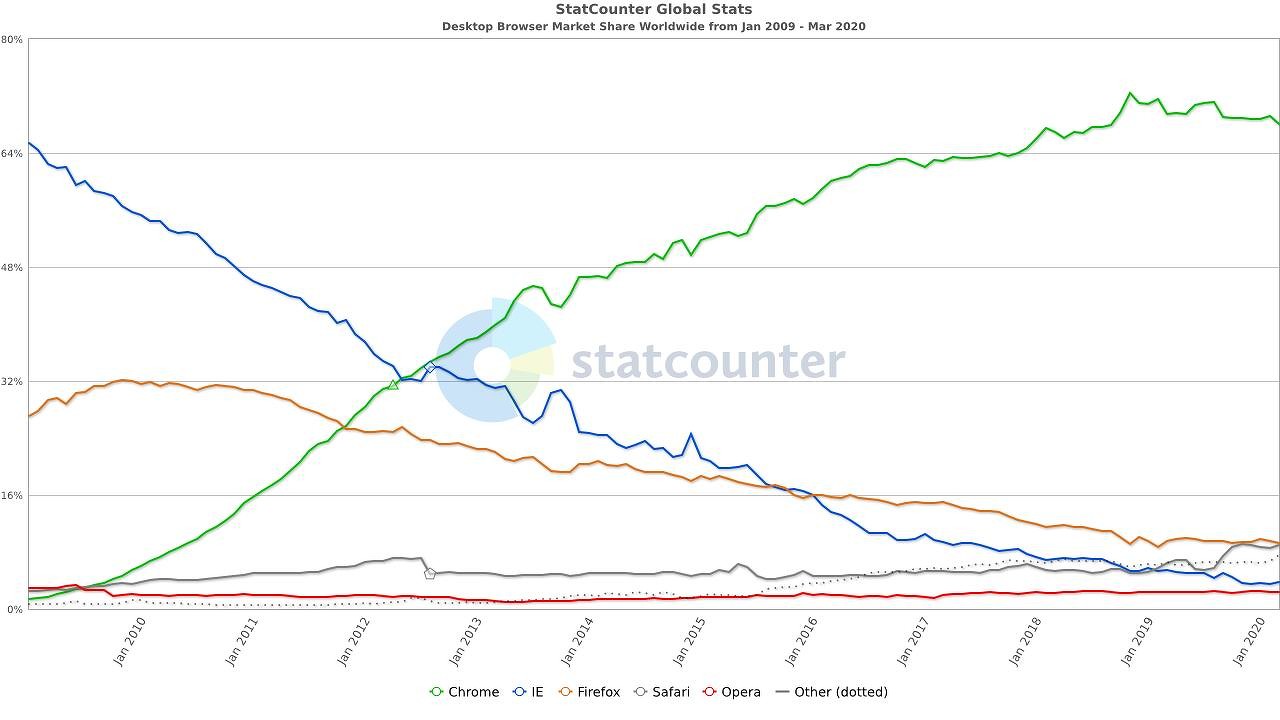 StatCounter Global Stats
Desktop Browser Market Share Worldwide from Jan 2009 - Mar 2020
80%
64%
48%
32%
16%
0%
statcounter
Jan 2010
Jan 2011
Jan 2012
Jan 2013
Jan 2014
Jan 2015
Jan 2016
Jan 2017
Jan 2018
Jan 2019
Jan 2020
Chrome IE Firefox Safari Opera Other (dotted)